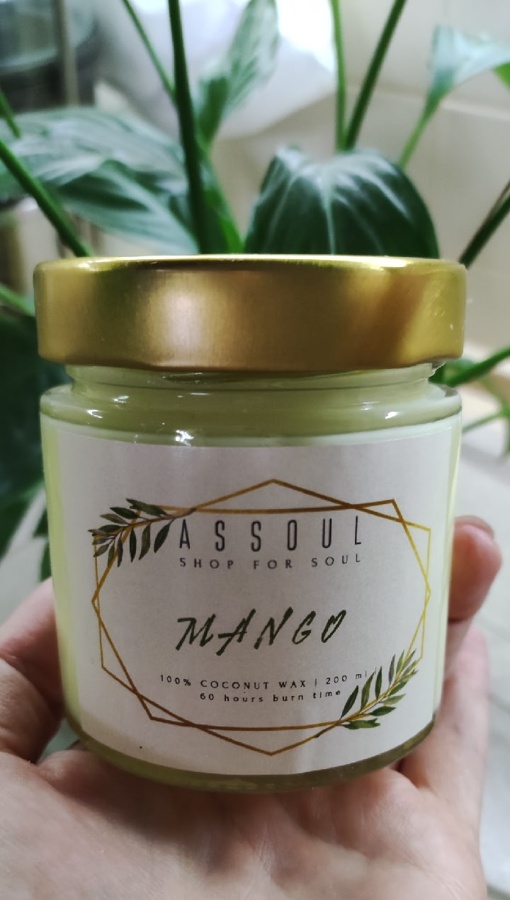 ASSOUL
SHOP FOR SOUL
MANGO
100% COCONUT WAX | 200 ml
60 hours burn time